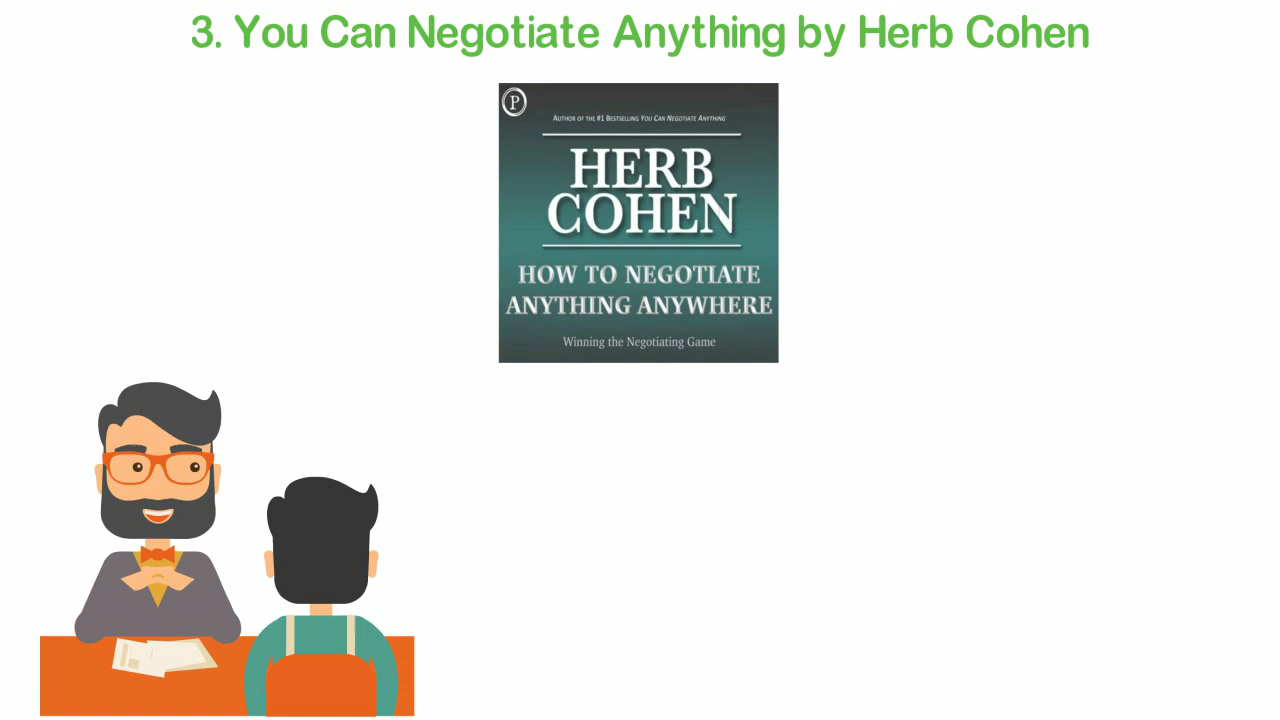 3. You Can Negotiate Anything by Herb Cohen
P
AUTHOR OF THE #1 BESTSELLING YOU CAN NEGOTIATE ANYTHING
HERB
COHEN
HOW TO NEGOTIATE
ANYTHING ANYWHERE
Winning the Negotiating Game